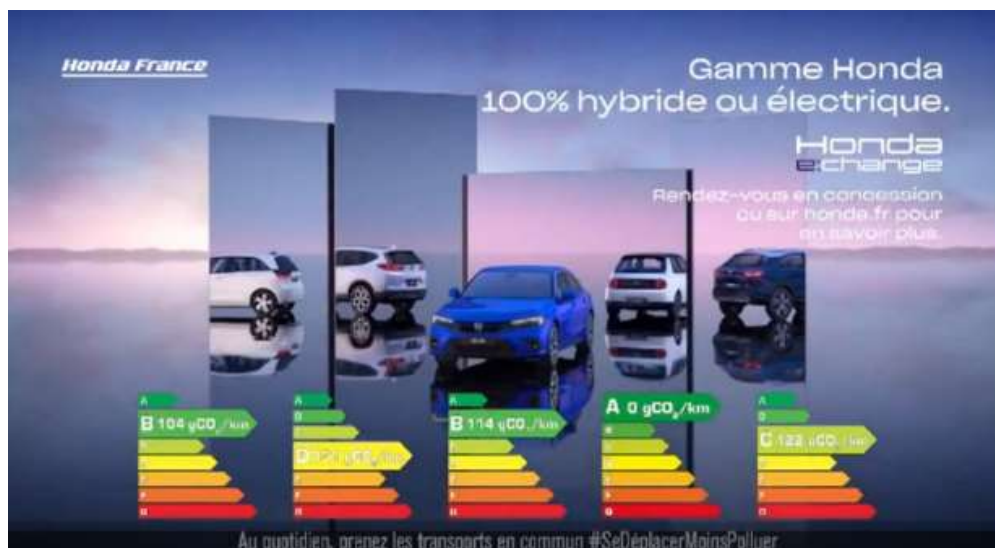 Honda France
Gamme Honda
100% hybride ou électrique.
Honda
e:change
Rendez-vous en concession
ou sur honda.fr pour
en savoir plus.
B 104 gCO₂/km
D gCO₂/km
B 114 gCO₂/km
A 0 gCO₂/km
C 122 gCO₂/km
Au quotidien, prenez les transports en commun #SeDéplacerMoinsPolluer